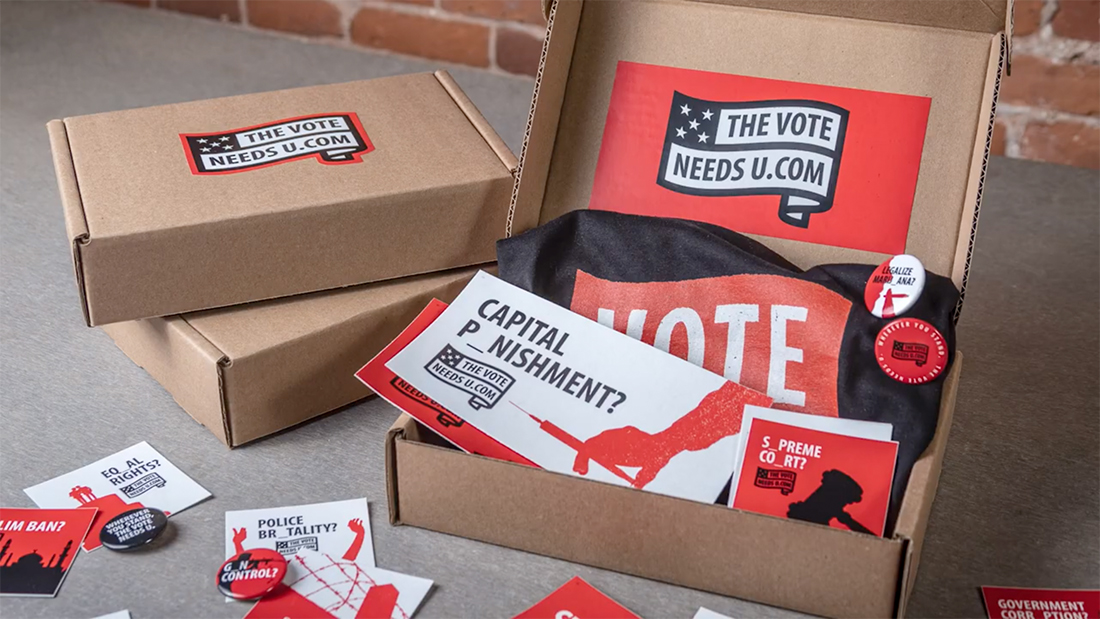 THE VOTE
NEEDS U.COM
THE VOTE
NEEDS U.COM
VOTE
LEGALIZE
WHEREVER YOU STAND,
THE VOTE NEEDS U.
CAPITAL
P_NISHMENT?
THE VOTE
NEEDS U.COM
NEEDS U.COM
S_PREME
CO_RT?
THE VOTE
NEEDS U.COM
EQ_AL
RIGHTS?
THE VOTE
NEEDS U.COM
LIM BAN?
WHEREVER
YOU STAND,
THE VOTE
NEEDS U.
POLICE
BR_TALITY?
THE VOTE
G_N
CONTROL?
GOVERNMENT
CORR_PTION?